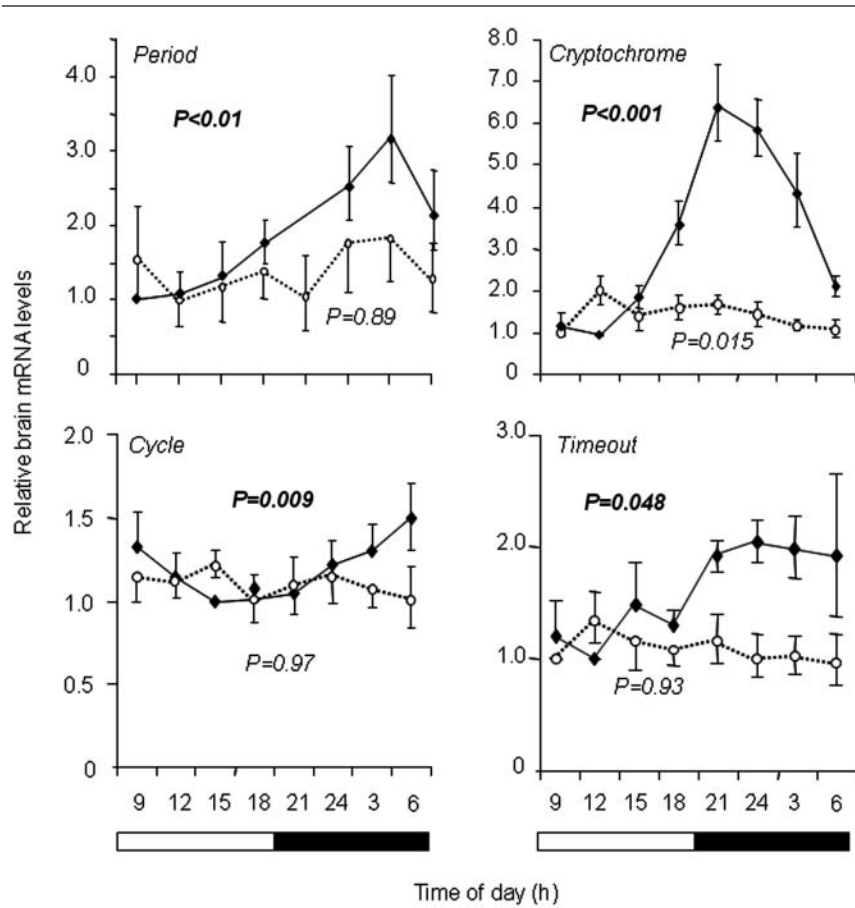 Relative brain mRNA levels
Period
P<0.01
4.0
3.0
2.0
1.0
0
P=0.89
Cryptochrome
P<0.001
8.0
7.0
6.0
5.0
4.0
3.0
2.0
1.0
0
P=0.015
Cycle
P=0.009
2.0
1.5
1.0
0.5
0
P=0.97
9 12 15 18 21 24 3 6
Timeout
P=0.048
3.0
2.0
1.0
0
P=0.93
9 12 15 18 21 24 3 6
Time of day (h)